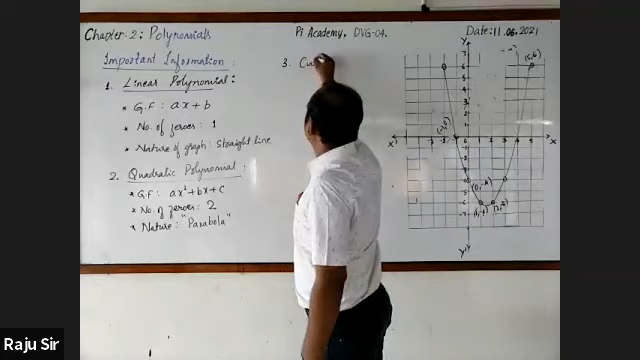 Chapter-2: Polynomials
Important Information:
1. Linear Polynomial:
* G.F: ax+b
* No. of zeroes: 1
* Nature of graph: straight line
2. Quadratic Polynomial:
* G.F: ax²+bx+c
* No. of zeroes: 2
* Nature: "Parabola"
Pi Academy, DVG-04.
3. Cu
Date: 11.06.2021
Y
(5,6)
X'
X
Y'
Raju Sir